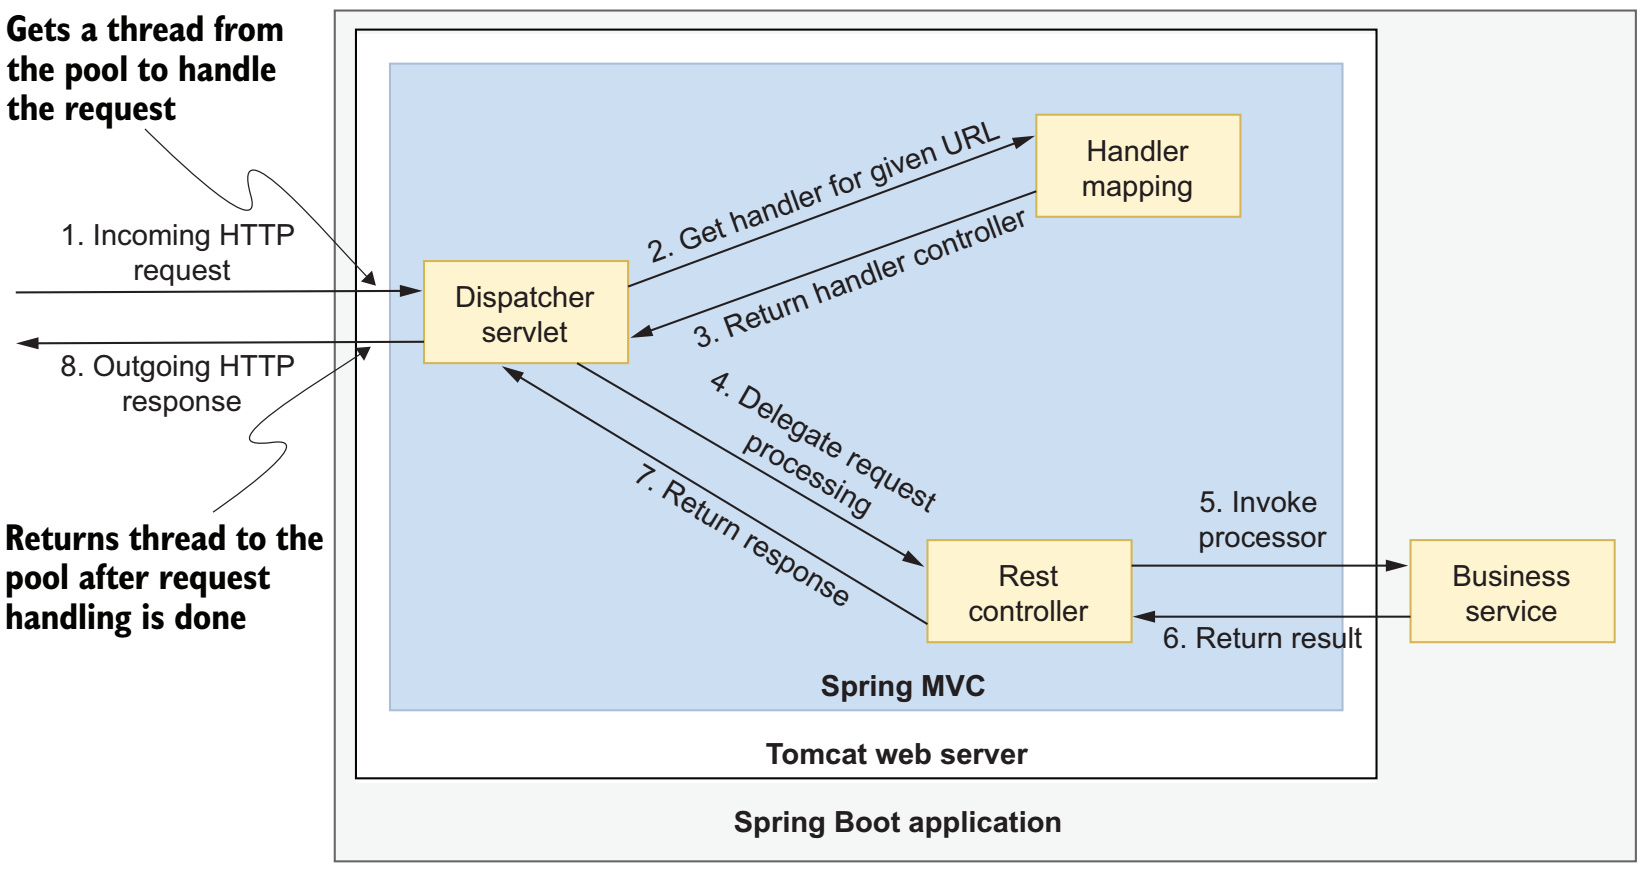 Gets a thread from
the pool to handle
the request
1. Incoming HTTP
request
8. Outgoing HTTP
response
Returns thread to the
pool after request
handling is done
Dispatcher
servlet
2. Get handler for given URL
3. Return handler controller
Handler
mapping
4. Delegate request
processing
7. Return response
Rest
controller
5. Invoke
processor
6. Return result
Business
service
Spring MVC
Tomcat web server
Spring Boot application